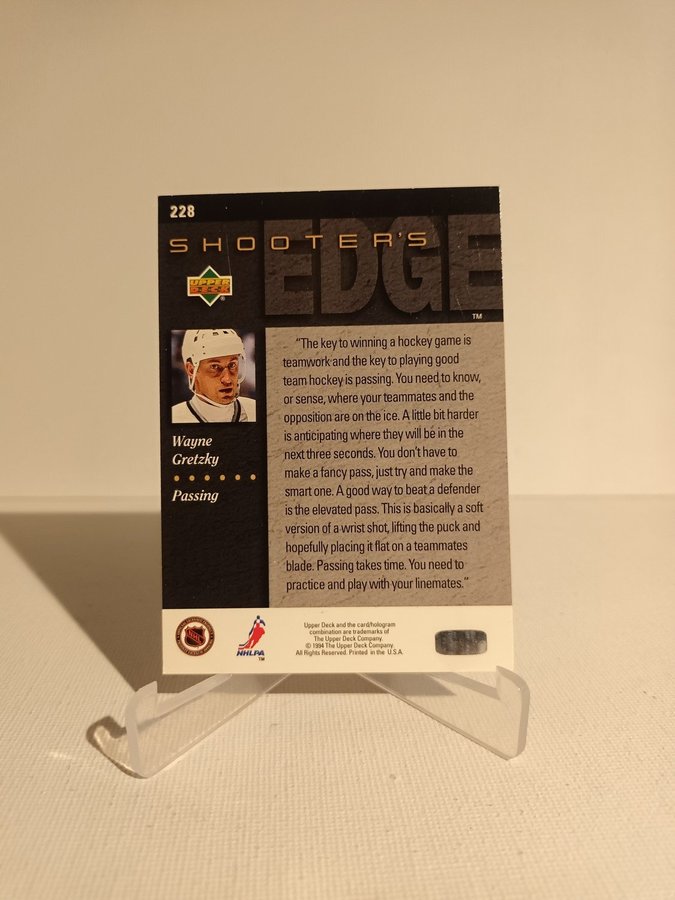 228
SHOOTER'S
EDGE
TM
UPPER
DECK
®
"The key to winning a hockey game is
teamwork and the key to playing good
team hockey is passing. You need to know,
or sense, where your teammates and the
opposition are on the ice. A little bit harder
is anticipating where they will be in the
next three seconds. You don't have to
make a fancy pass, just try and make the
smart one. A good way to beat a defender
is the elevated pass. This is basically a soft
version of a wrist shot, lifting the puck and
hopefully placing it flat on a teammates
blade. Passing takes time. You need to
practice and play with your linemates."
Wayne
Gretzky
Passing
NHL
NHLPA
TM
Upper Deck and the card/hologram
combination are trademarks of
The Upper Deck Company.
© 1994 The Upper Deck Company.
All Rights Reserved. Printed in the U.S.A.